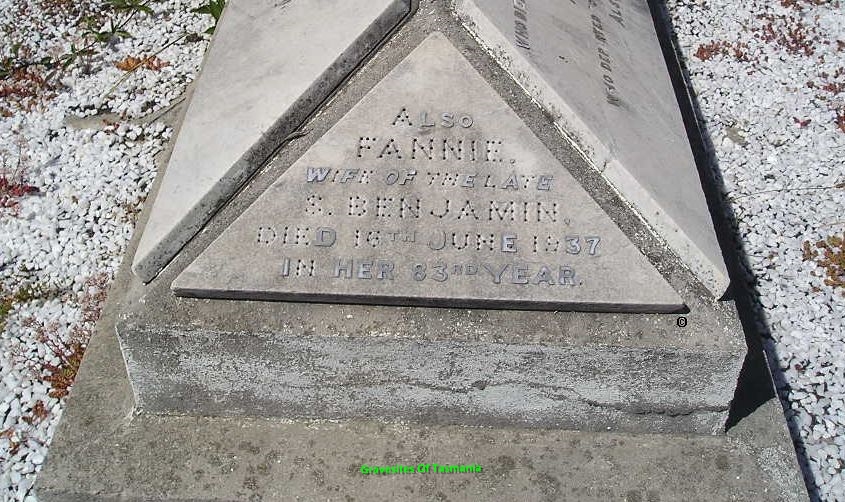 ALSO
FANNIE,
WIFE OF THE LATE
S. BENJAMIN,
DIED 16TH JUNE 1937
IN HER 83RD YEAR.
©
Gravesites Of Tasmania